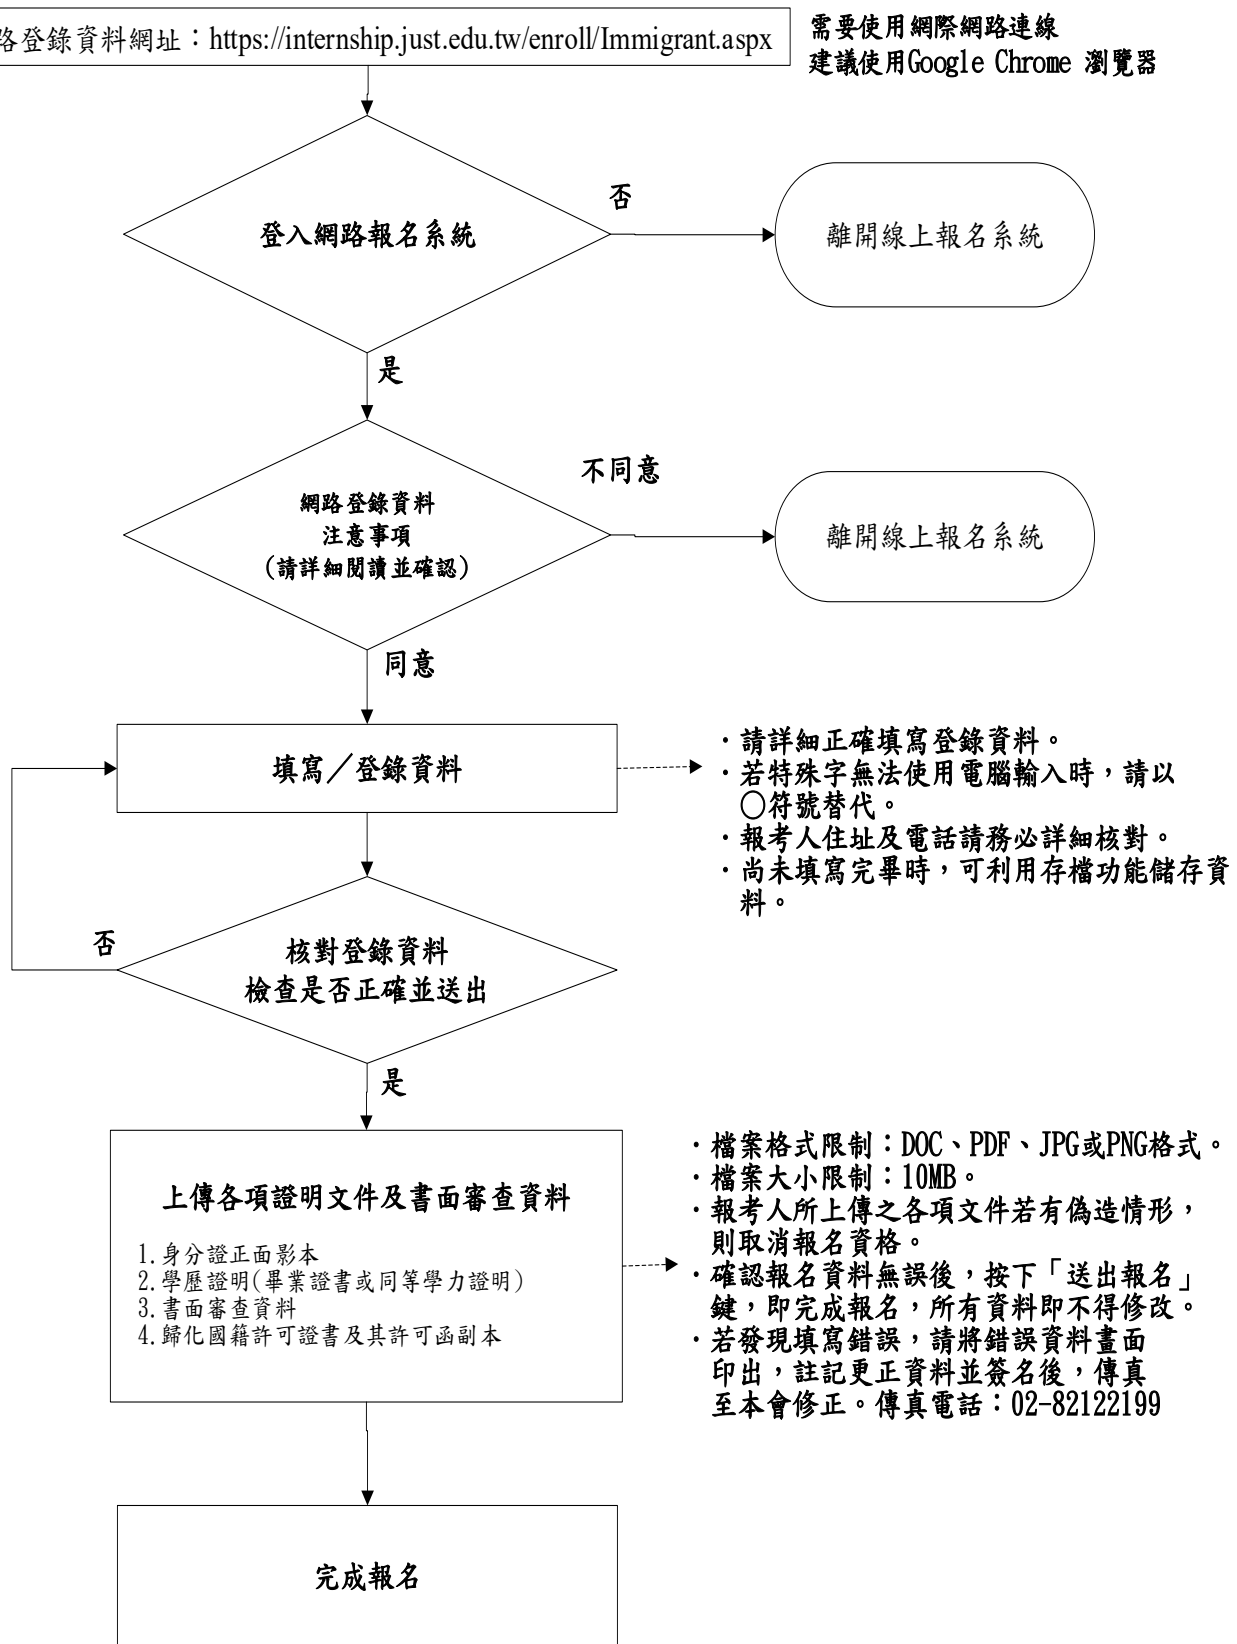 路登錄資料網址：https://internship.just.edu.tw/enroll/Immigrant.aspx
需要使用網際網路連線
建議使用Google Chrome 瀏覽器
登入網路報名系統
否
離開線上報名系統
是
網路登錄資料
注意事項
(請詳細閱讀並確認)
不同意
離開線上報名系統
同意
填寫／登錄資料
．請詳細正確填寫登錄資料。
．若特殊字無法使用電腦輸入時，請以
○符號替代。
．報考人住址及電話請務必詳細核對。
．尚未填寫完畢時，可利用存檔功能儲存資
料。
核對登錄資料
檢查是否正確並送出
否
是
上傳各項證明文件及書面審查資料
1.身分證正面影本
2.學歷證明(畢業證書或同等學力證明)
3.書面審查資料
4.歸化國籍許可證書及其許可函副本
．檔案格式限制：DOC、PDF、JPG或PNG格式。
．檔案大小限制：10MB。
．報考人所上傳之各項文件若有偽造情形，
則取消報名資格。
．確認報名資料無誤後，按下「送出報名」
鍵，即完成報名，所有資料即不得修改。
．若發現填寫錯誤，請將錯誤資料畫面
印出，註記更正資料並簽名後，傳真
至本會修正。傳真電話：02-82122199
完成報名